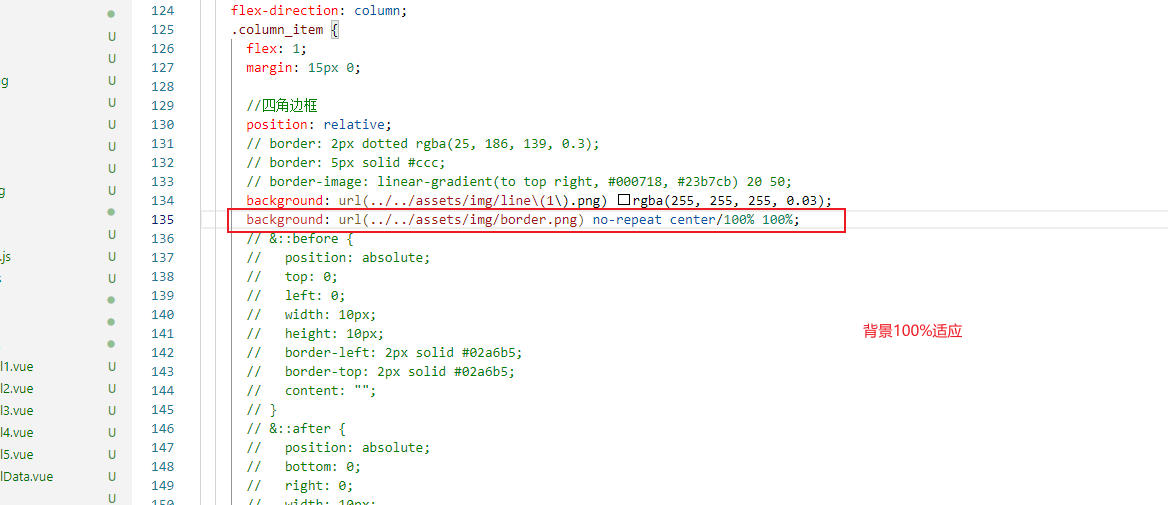 124 flex-direction: column;
125 .column_item {
U
126 flex: 1;
U
127 margin: 15px 0;
ng U
128
U
129 //四角边框
U
130 position: relative;
U
131 // border: 2px dotted rgba(25, 186, 139, 0.3);
U
132 // border: 5px solid #ccc;
U
133 // border-image: linear-gradient(to top right, #000718, #23b7cb) 20 50;
g U
134 background: url(../../assets/img/line\(1\).png) rgba(255, 255, 255, 0.03);
135 background: url(../../assets/img/border.png) no-repeat center/100% 100%;
U
136 // &::before {
.js U
137 // position: absolute;
s U
138 // top: 0;
139 // left: 0;
140 // width: 10px;
141 // height: 10px;
背景100%适应
142 // border-left: 2px solid #02a6b5;
l1.vue U
143 // border-top: 2px solid #02a6b5;
l2.vue U
144 // content: "";
l3.vue U
145 // }
l4.vue U
146 // &::after {
l5.vue U
147 // position: absolute;
lData.vue U
148 // bottom: 0;
149 // right: 0;
U
150 // width: 10px;